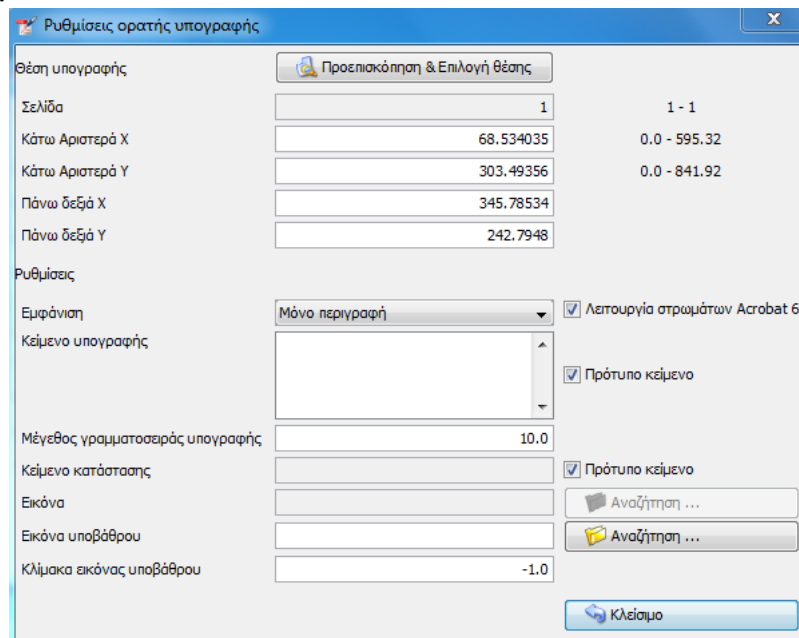 Ρυθμίσεις ορατής υπογραφής
Θέση υπογραφής Προεπισκόπηση & Επιλογή θέσης
Σελίδα 1 1 - 1
Κάτω Αριστερά X 68.534035 0.0 - 595.32
Κάτω Αριστερά Y 303.49356 0.0 - 841.92
Πάνω δεξιά X 345.78534
Πάνω δεξιά Y 242.7948
Ρυθμίσεις
Εμφάνιση Μόνο περιγραφή Λειτουργία στρωμάτων Acrobat 6
Κείμενο υπογραφής
Πρότυπο κείμενο
Μέγεθος γραμματοσειράς υπογραφής 10.0
Κείμενο κατάστασης Πρότυπο κείμενο
Εικόνα Αναζήτηση ...
Εικόνα υποβάθρου Αναζήτηση ...
Κλίμακα εικόνας υποβάθρου -1.0
Κλείσιμο